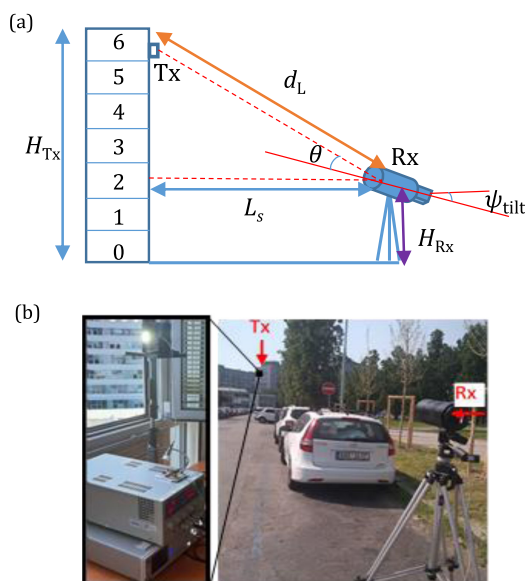 (a)
6
Tx
5
4
3
2
1
0
H_Tx
d_L
θ
Rx
L_s
ψ_tilt
H_Rx
(b)
Tx
Rx